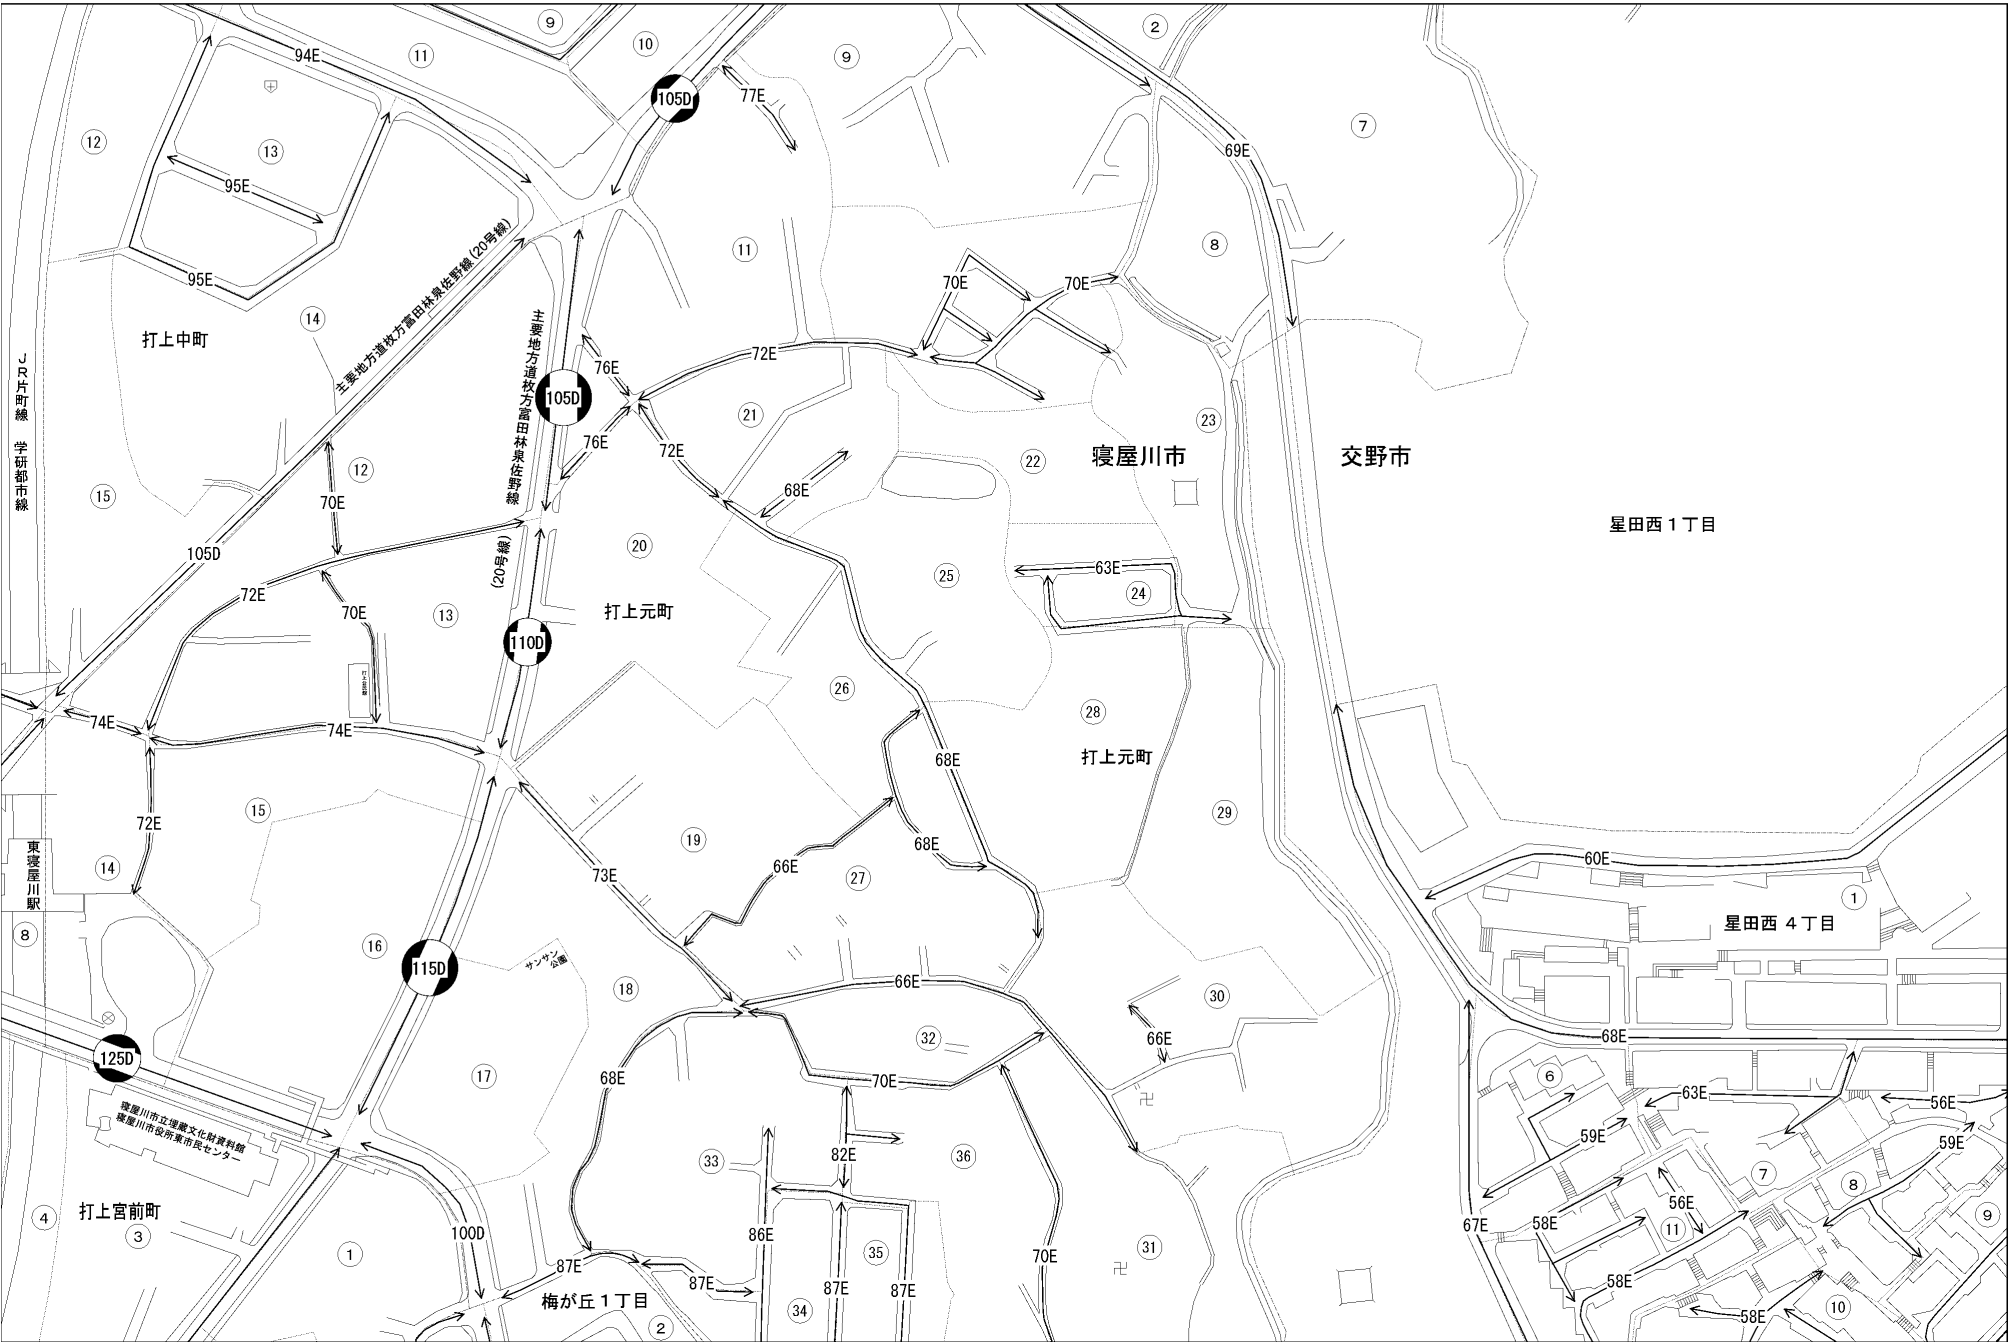 9
11
10
9
2
94E
105D
77E
7
12
13
69E
95E
95E
11
8
14
打上中町
主要地方道枚方富田林泉佐野線(20号線)
主要地方道枚方富田林泉佐野線
(20号線)
70E
70E
72E
76E
105D
76E
72E
21
23
JR片町線 学研都市線
15
12
70E
68E
22
寝屋川市
交野市
星田西1丁目
105D
20
25
63E
24
72E
70E
13
打上元町
110D
打上公民館
26
28
74E
74E
68E
打上元町
72E
15
29
東寝屋川駅
14
19
73E
66E
68E
27
60E
1
星田西 4丁目
8
16
115D
サンサン公園
18
66E
30
125D
32
66E
68E
68E
70E
17
6
63E
56E
寝屋川市立埋蔵文化財資料館
寝屋川市役所東市民センター
59E
59E
33
82E
36
7
8
56E
4
打上宮前町
3
1
100D
86E
35
70E
31
67E
58E
11
9
87E
87E
87E
87E
58E
梅が丘1丁目
34
2
58E
10